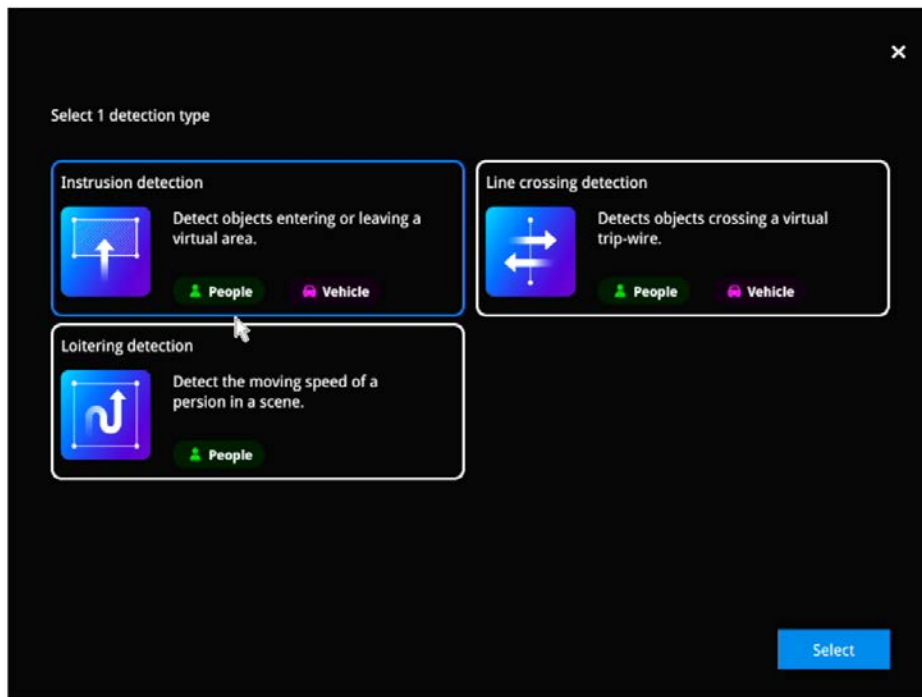 Select 1 detection type
Instrusion detection
Detect objects entering or leaving a
virtual area.
People
Vehicle
Line crossing detection
Detects objects crossing a virtual
trip-wire.
People
Vehicle
Loitering detection
Detect the moving speed of a
persion in a scene.
People
Select